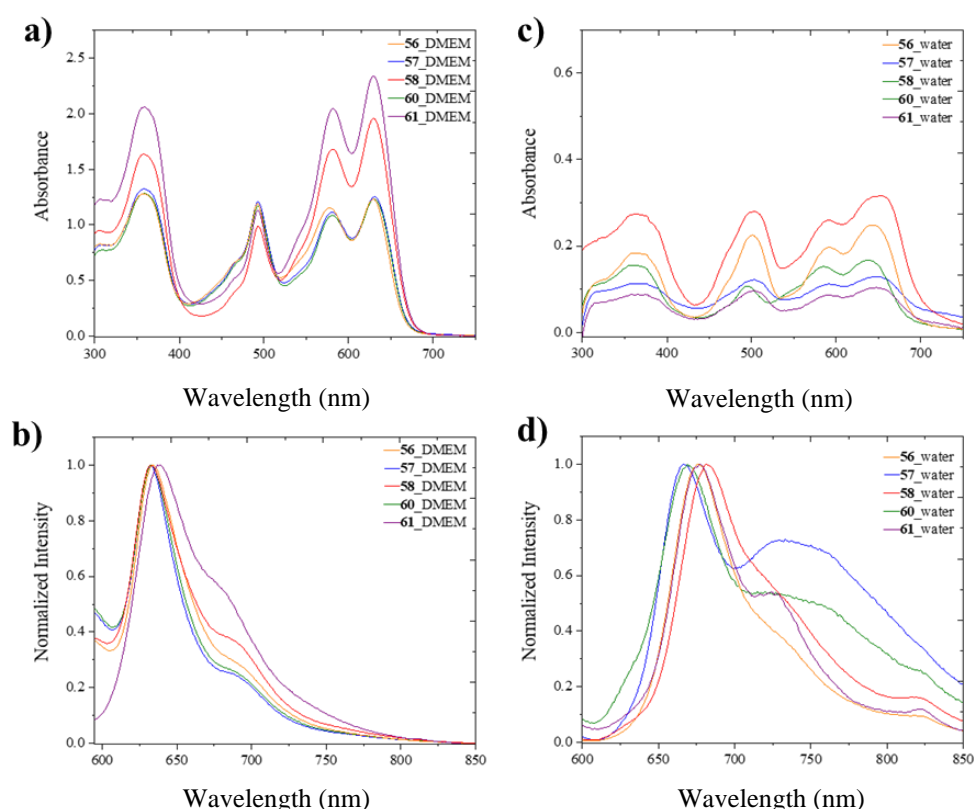 a)
56_DMEM
57_DMEM
58_DMEM
60_DMEM
61_DMEM
2.5
2.0
1.5
1.0
0.5
0.0
Absorbance
300 400 500 600 700
Wavelength (nm)
c)
56_water
57_water
58_water
60_water
61_water
0.6
0.4
0.2
0.0
Absorbance
300 400 500 600 700
Wavelength (nm)
b)
56_DMEM
57_DMEM
58_DMEM
60_DMEM
61_DMEM
1.0
0.8
0.6
0.4
0.2
0.0
Normalized Intensity
600 650 700 750 800 850
Wavelength (nm)
d)
56_water
57_water
58_water
60_water
61_water
1.0
0.8
0.6
0.4
0.2
0.0
Normalized Intensity
600 650 700 750 800 850
Wavelength (nm)